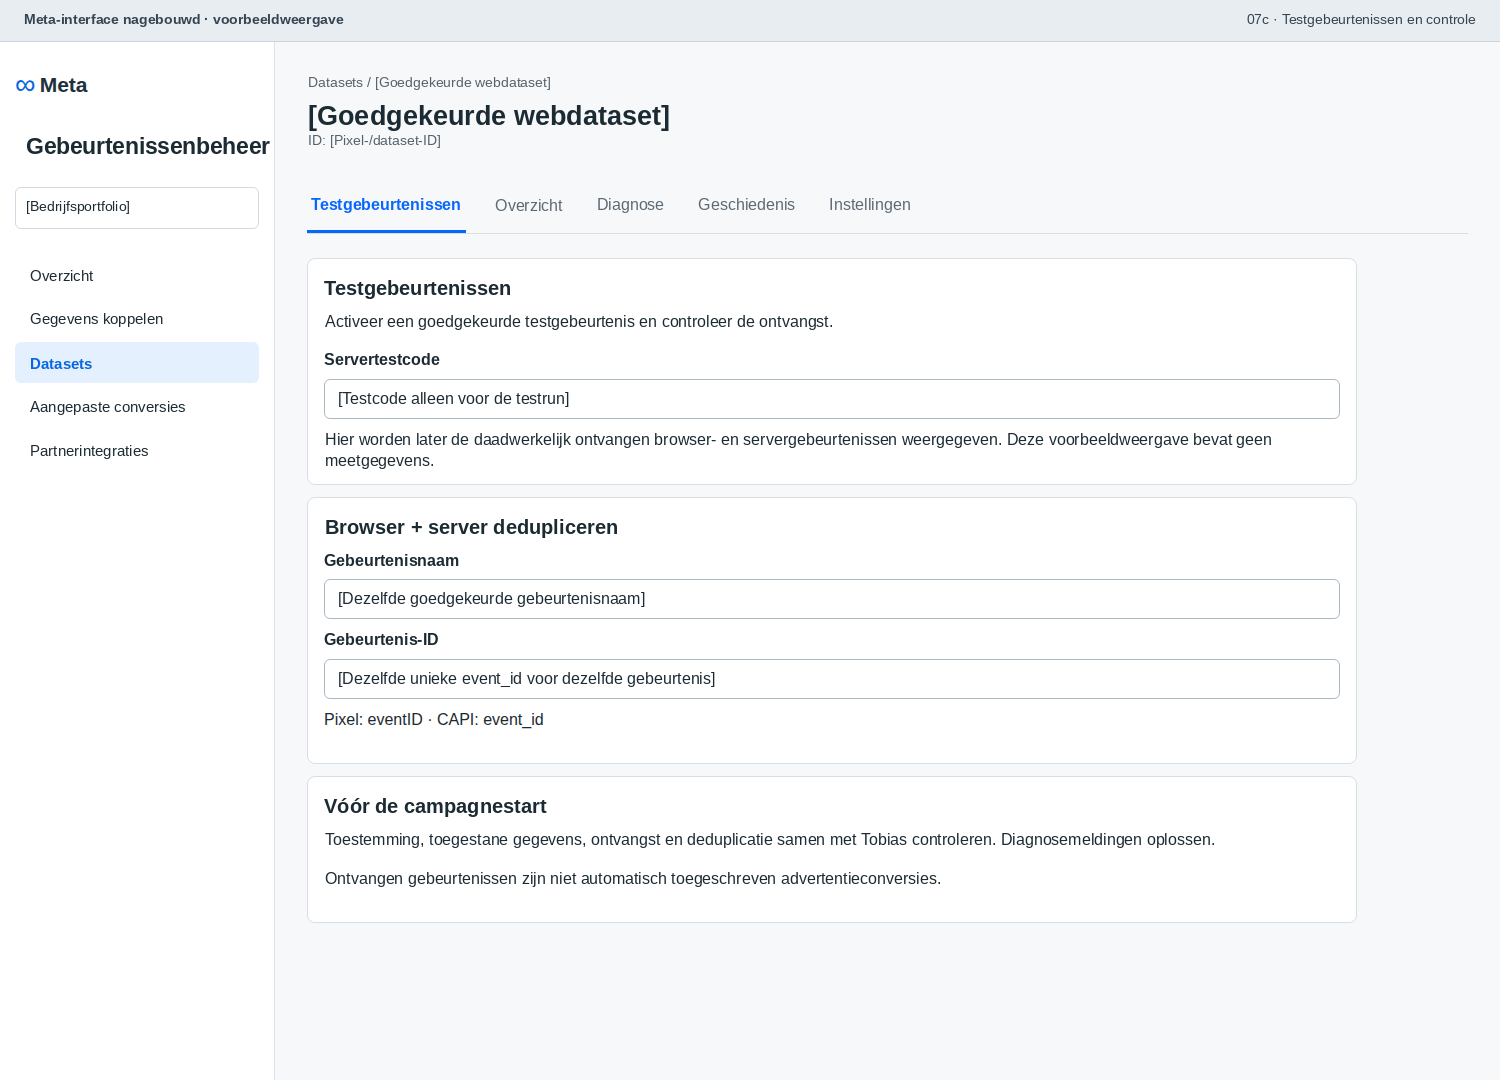 Meta-interface nagebouwd · voorbeeldweergave
07c · Testgebeurtenissen en controle
∞ Meta
Gebeurtenissenbeheer
[Bedrijfsportfolio]
Overzicht
Gegevens koppelen
Datasets
Aangepaste conversies
Partnerintegraties
Datasets / [Goedgekeurde webdataset]
[Goedgekeurde webdataset]
ID: [Pixel-/dataset-ID]
Testgebeurtenissen
Overzicht
Diagnose
Geschiedenis
Instellingen
Testgebeurtenissen
Activeer een goedgekeurde testgebeurtenis en controleer de ontvangst.
Servertestcode
[Testcode alleen voor de testrun]
Hier worden later de daadwerkelijk ontvangen browser- en servergebeurtenissen weergegeven. Deze voorbeeldweergave bevat geen
meetgegevens.
Browser + server dedupliceren
Gebeurtenisnaam
[Dezelfde goedgekeurde gebeurtenisnaam]
Gebeurtenis-ID
[Dezelfde unieke event_id voor dezelfde gebeurtenis]
Pixel: eventID · CAPI: event_id
Vóór de campagnestart
Toestemming, toegestane gegevens, ontvangst en deduplicatie samen met Tobias controleren. Diagnosemeldingen oplossen.
Ontvangen gebeurtenissen zijn niet automatisch toegeschreven advertentieconversies.